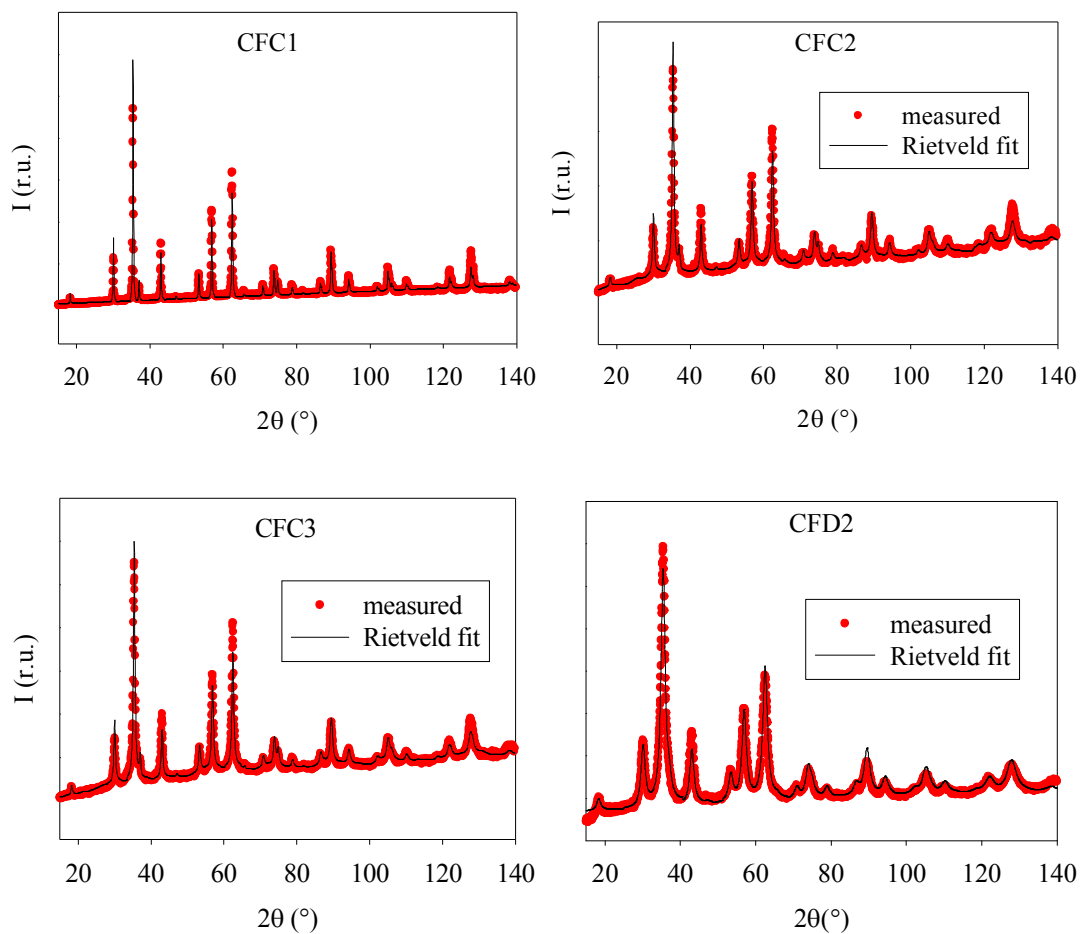 CFC1
I (r.u.)
20 40 60 80 100 120 140
2θ (°)
CFC2
measured
Rietveld fit
I (r.u.)
20 40 60 80 100 120 140
2θ (°)
CFC3
measured
Rietveld fit
I (r.u.)
20 40 60 80 100 120 140
2θ (°)
CFD2
measured
Rietveld fit
20 40 60 80 100 120 140
2θ(°)